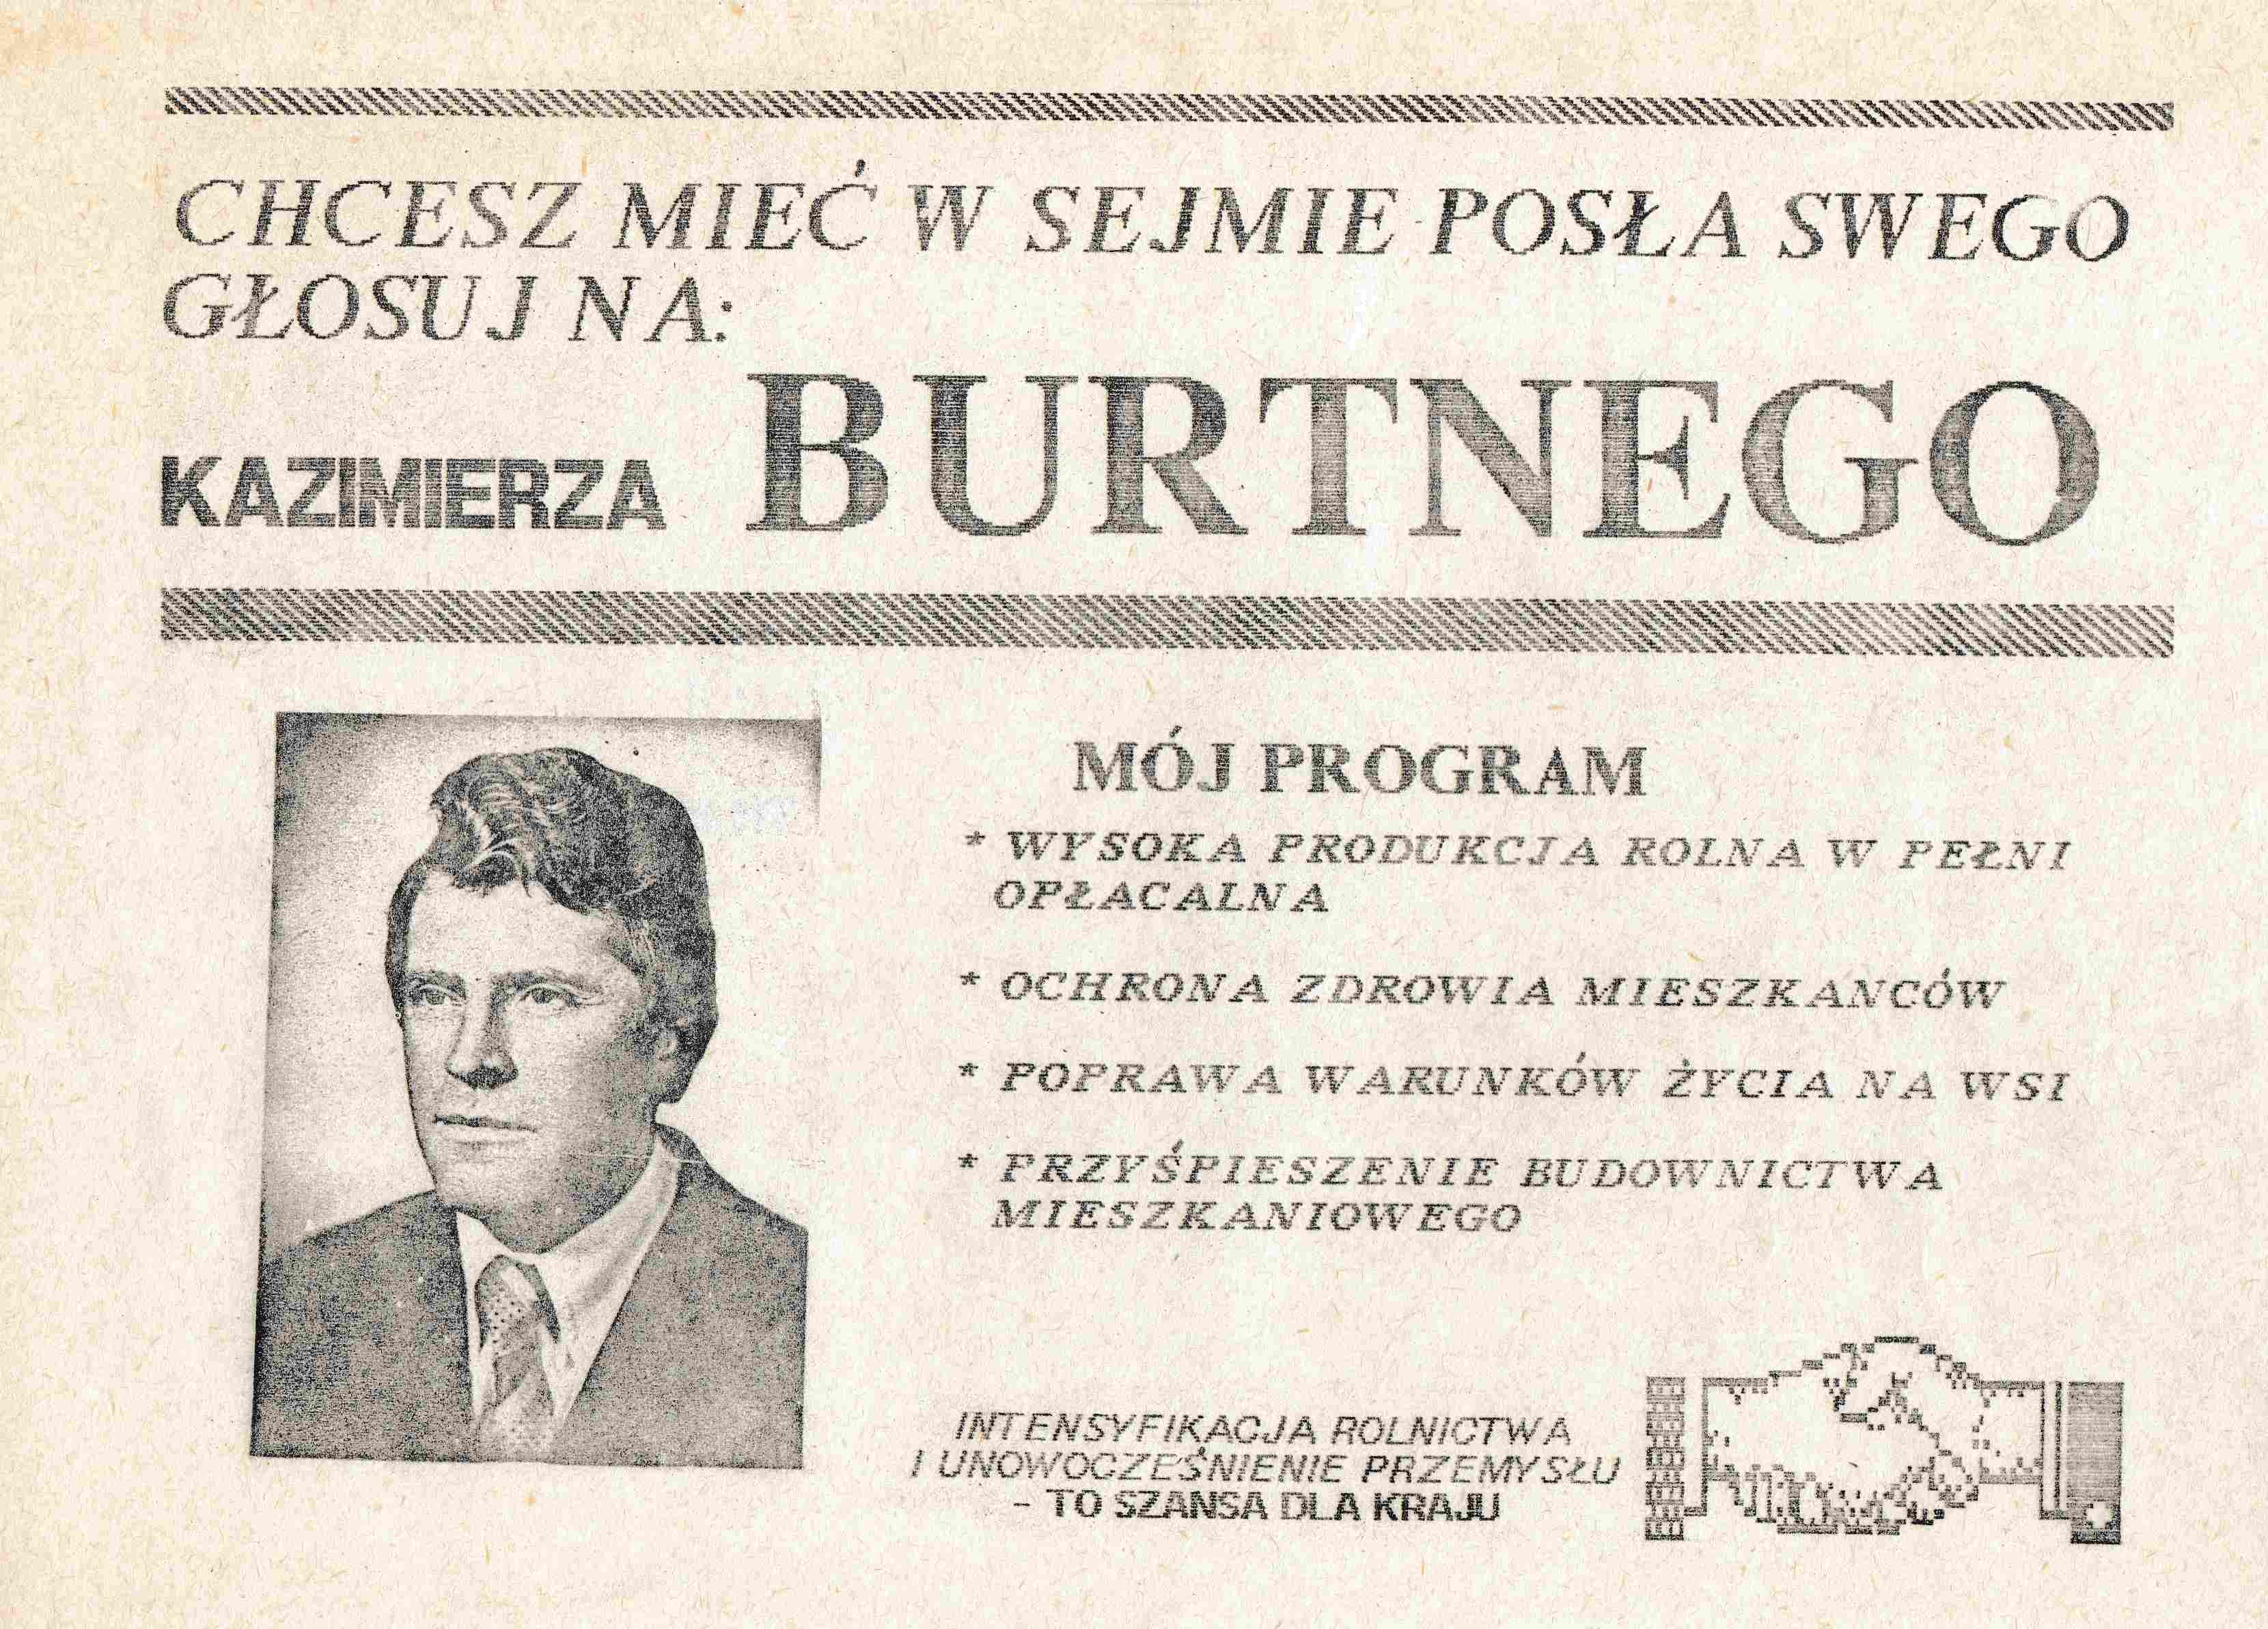 CHCESZ MIEĆ W SEJMIE POSŁA SWEGO
GŁOSUJ NA:
KAZIMIERZA BURTNEGO
MÓJ PROGRAM
* WYSOKA PRODUKCJA ROLNA W PEŁNI
OPŁACALNA
* OCHRONA ZDROWIA MIESZKANCÓW
* POPRAWA WARUNKÓW ŻYCIA NA WSI
* PRZYŚPIESZENIE BUDOWNICTWA
MIESZKANIOWEGO
INTENSYFIKACJA ROLNICTWA
I UNOWOCZEŚNIENIE PRZEMYSŁU
- TO SZANSA DLA KRAJU